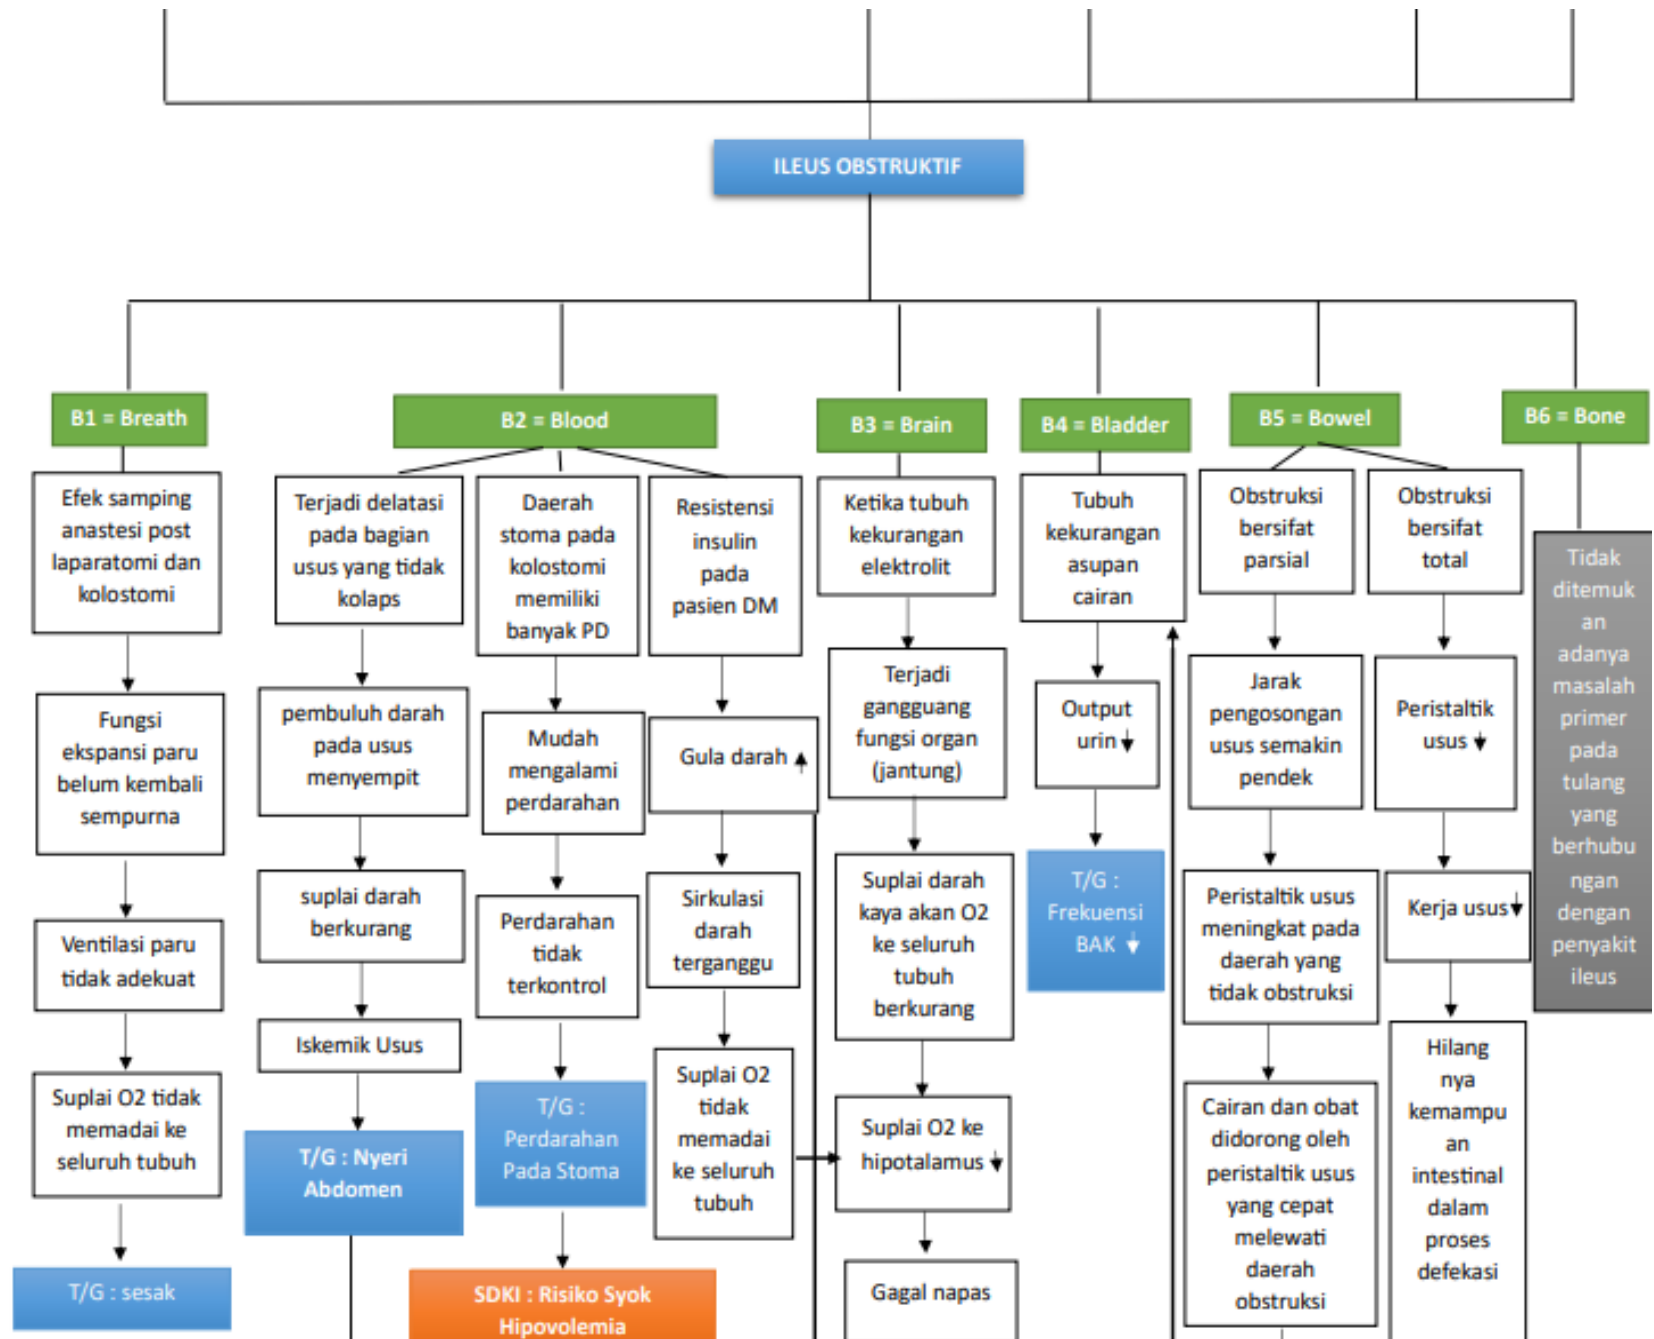 ILEUS OBSTRUKTIF
B1 = Breath
Efek samping
anastesi post
laparatomi dan
kolostomi
Fungsi
ekspansi paru
belum kembali
sempurna
Ventilasi paru
tidak adekuat
Suplai O2 tidak
memadai ke
seluruh tubuh
T/G : sesak
B2 = Blood
Terjadi delatasi
pada bagian
usus yang tidak
kolaps
pembuluh darah
pada usus
menyempit
suplai darah
berkurang
Iskemik Usus
T/G : Nyeri
Abdomen
Daerah
stoma pada
kolostomi
memiliki
banyak PD
Mudah
mengalami
perdarahan
Perdarahan
tidak
terkontrol
T/G :
Perdarahan
Pada Stoma
SDKI : Risiko Syok
Hipovolemia
Resistensi
insulin
pada
pasien DM
Gula darah
Sirkulasi
darah
terganggu
Suplai O2
tidak
memadai
ke seluruh
tubuh
B3 = Brain
Ketika tubuh
kekurangan
elektrolit
Terjadi
gangguang
fungsi organ
(jantung)
Suplai darah
kaya akan O2
ke seluruh
tubuh
berkurang
Suplai O2 ke
hipotalamus
Gagal napas
B4 = Bladder
Tubuh
kekurangan
asupan
cairan
Output
urin
T/G :
Frekuensi
BAK
B5 = Bowel
Obstruksi
bersifat
parsial
Jarak
pengosongan
usus semakin
pendek
Peristaltik usus
meningkat pada
daerah yang
tidak obstruksi
Cairan dan obat
didorong oleh
peristaltik usus
yang cepat
melewati
daerah
obstruksi
Obstruksi
bersifat
total
Peristaltik
usus
Kerja usus
Hilang
nya
kemampu
an
intestinal
dalam
proses
defekasi
B6 = Bone
Tidak
ditemuk
an
adanya
masalah
primer
pada
tulang
yang
berhubu
ngan
dengan
penyakit
ileus